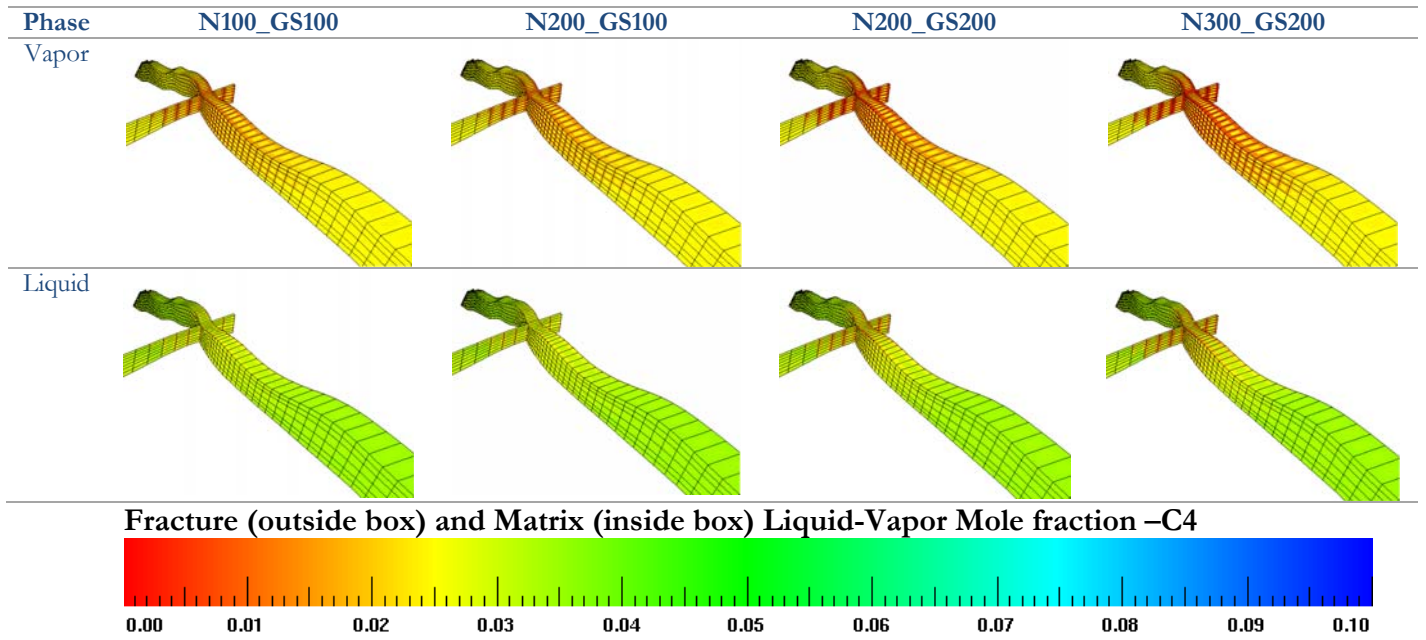 Phase N100_GS100 N200_GS100 N200_GS200 N300_GS200
Vapor
Liquid
Fracture (outside box) and Matrix (inside box) Liquid-Vapor Mole fraction –C4
0.00 0.01 0.02 0.03 0.04 0.05 0.06 0.07 0.08 0.09 0.10